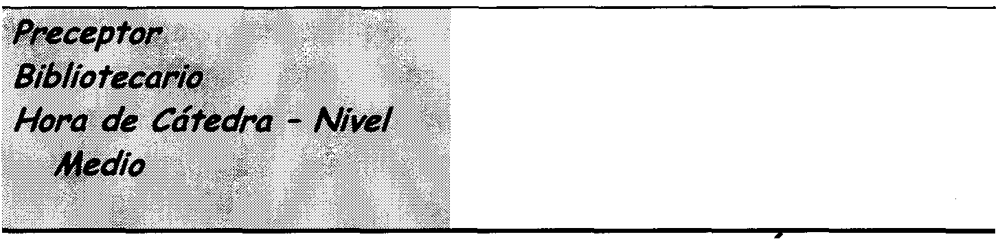 Preceptor
Bibliotecario
Hora de Cátedra - Nivel
Medio